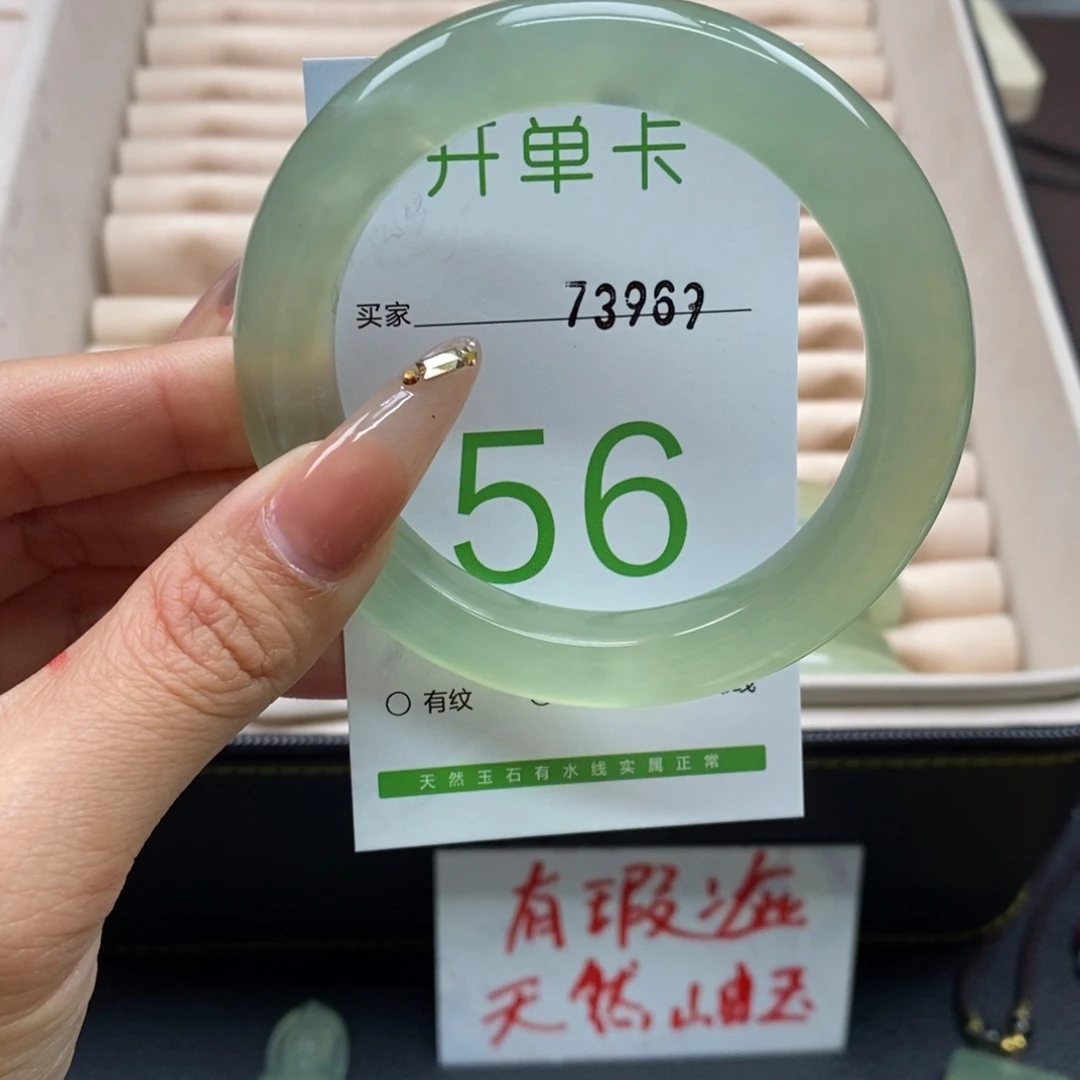 开单卡
买家 73969
56
有纹
天然玉石有水线实属正常
有瑕疵
天然岫玉